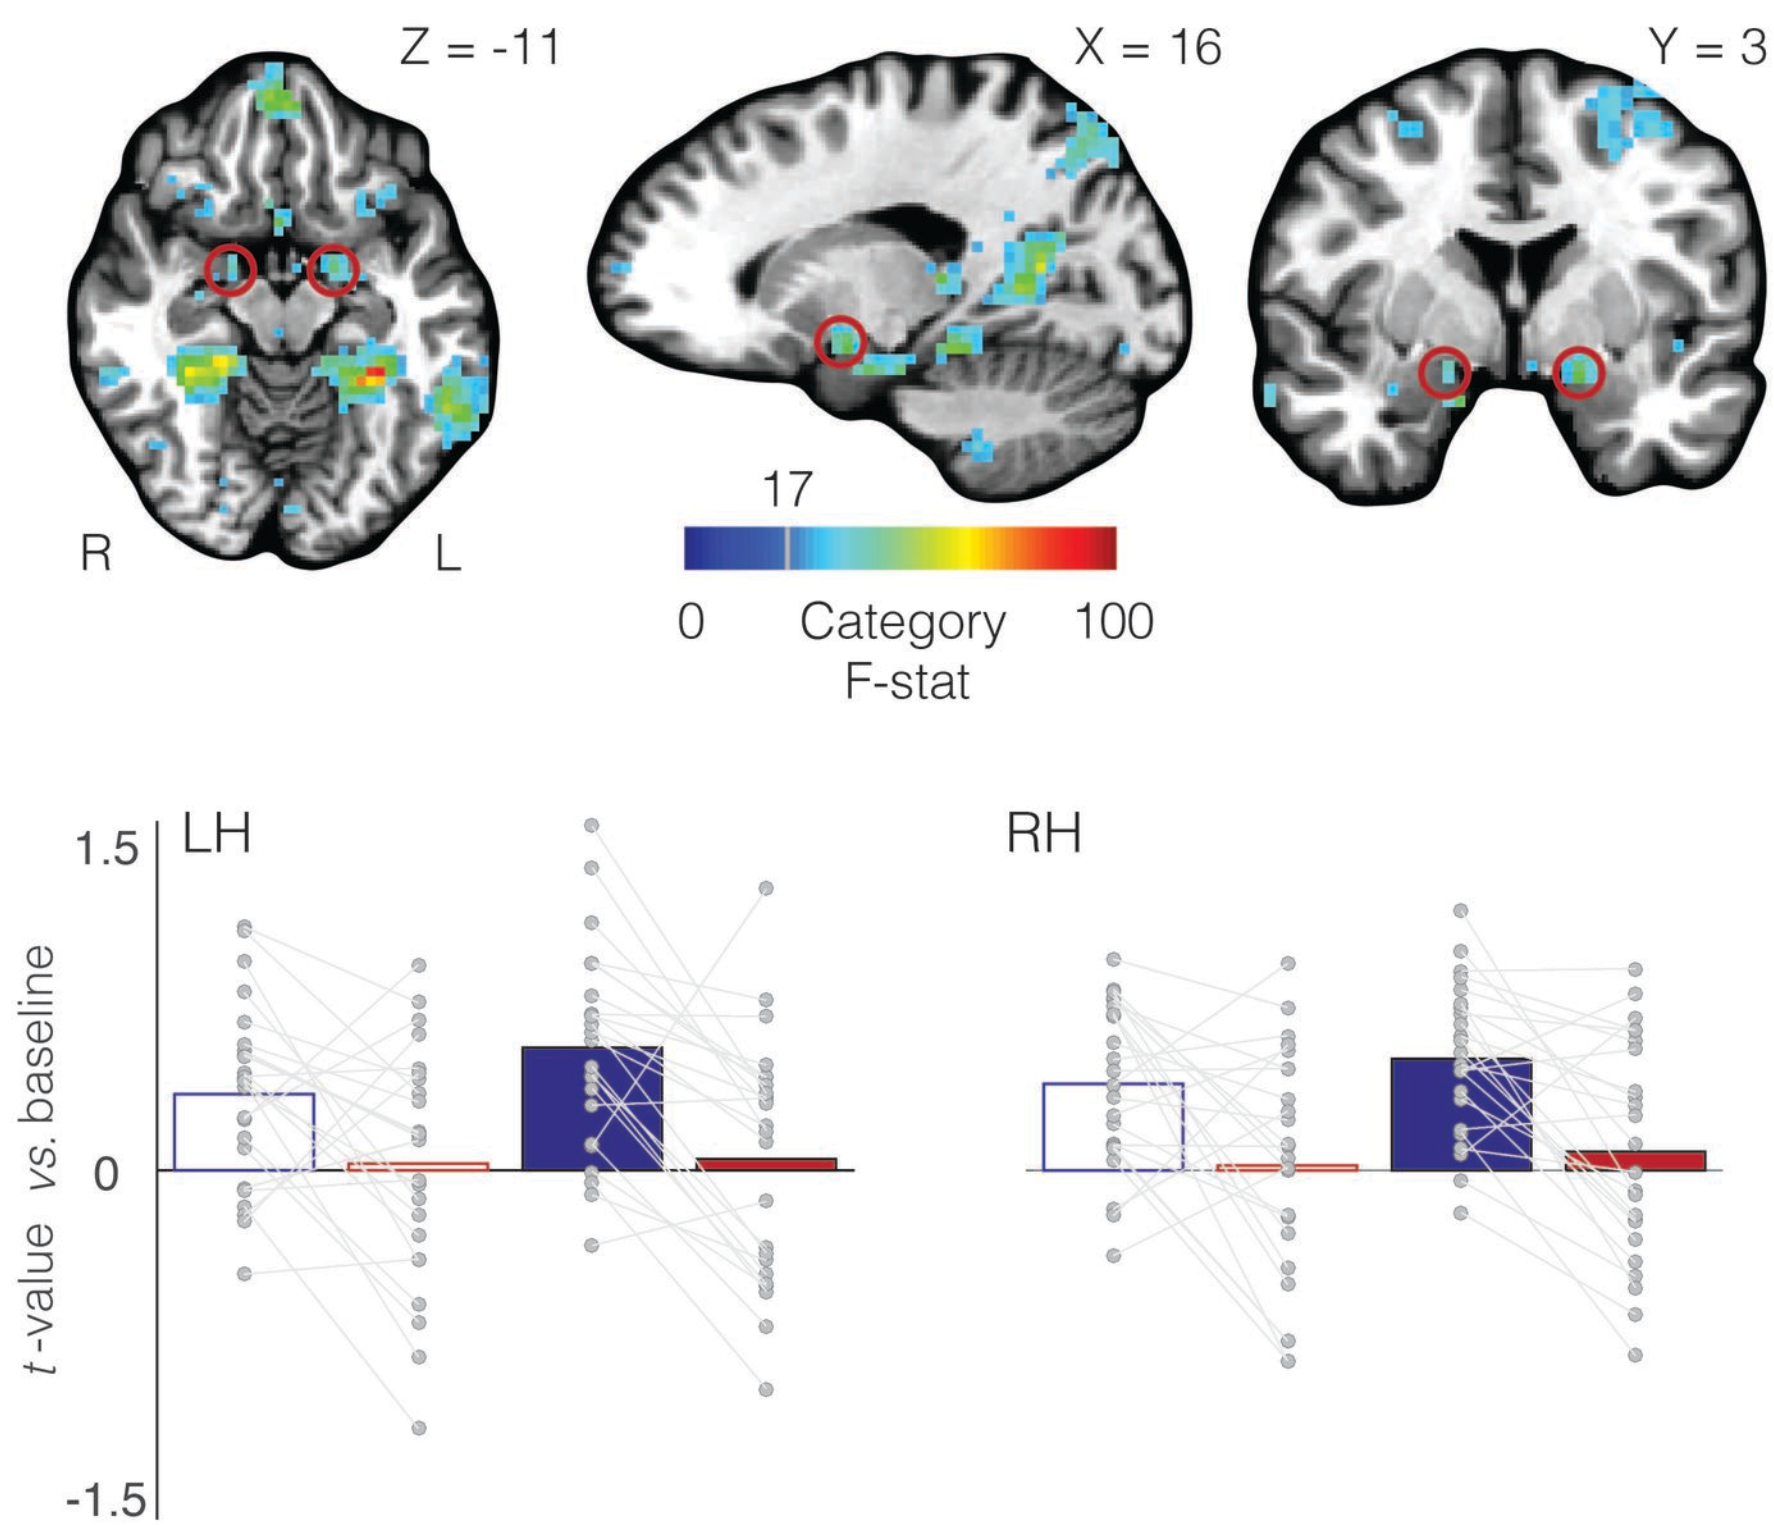 Z = -11
X = 16
Y = 3
R
L
17
0
Category
100
F-stat
LH
RH
1.5
0
-1.5
t-value vs. baseline